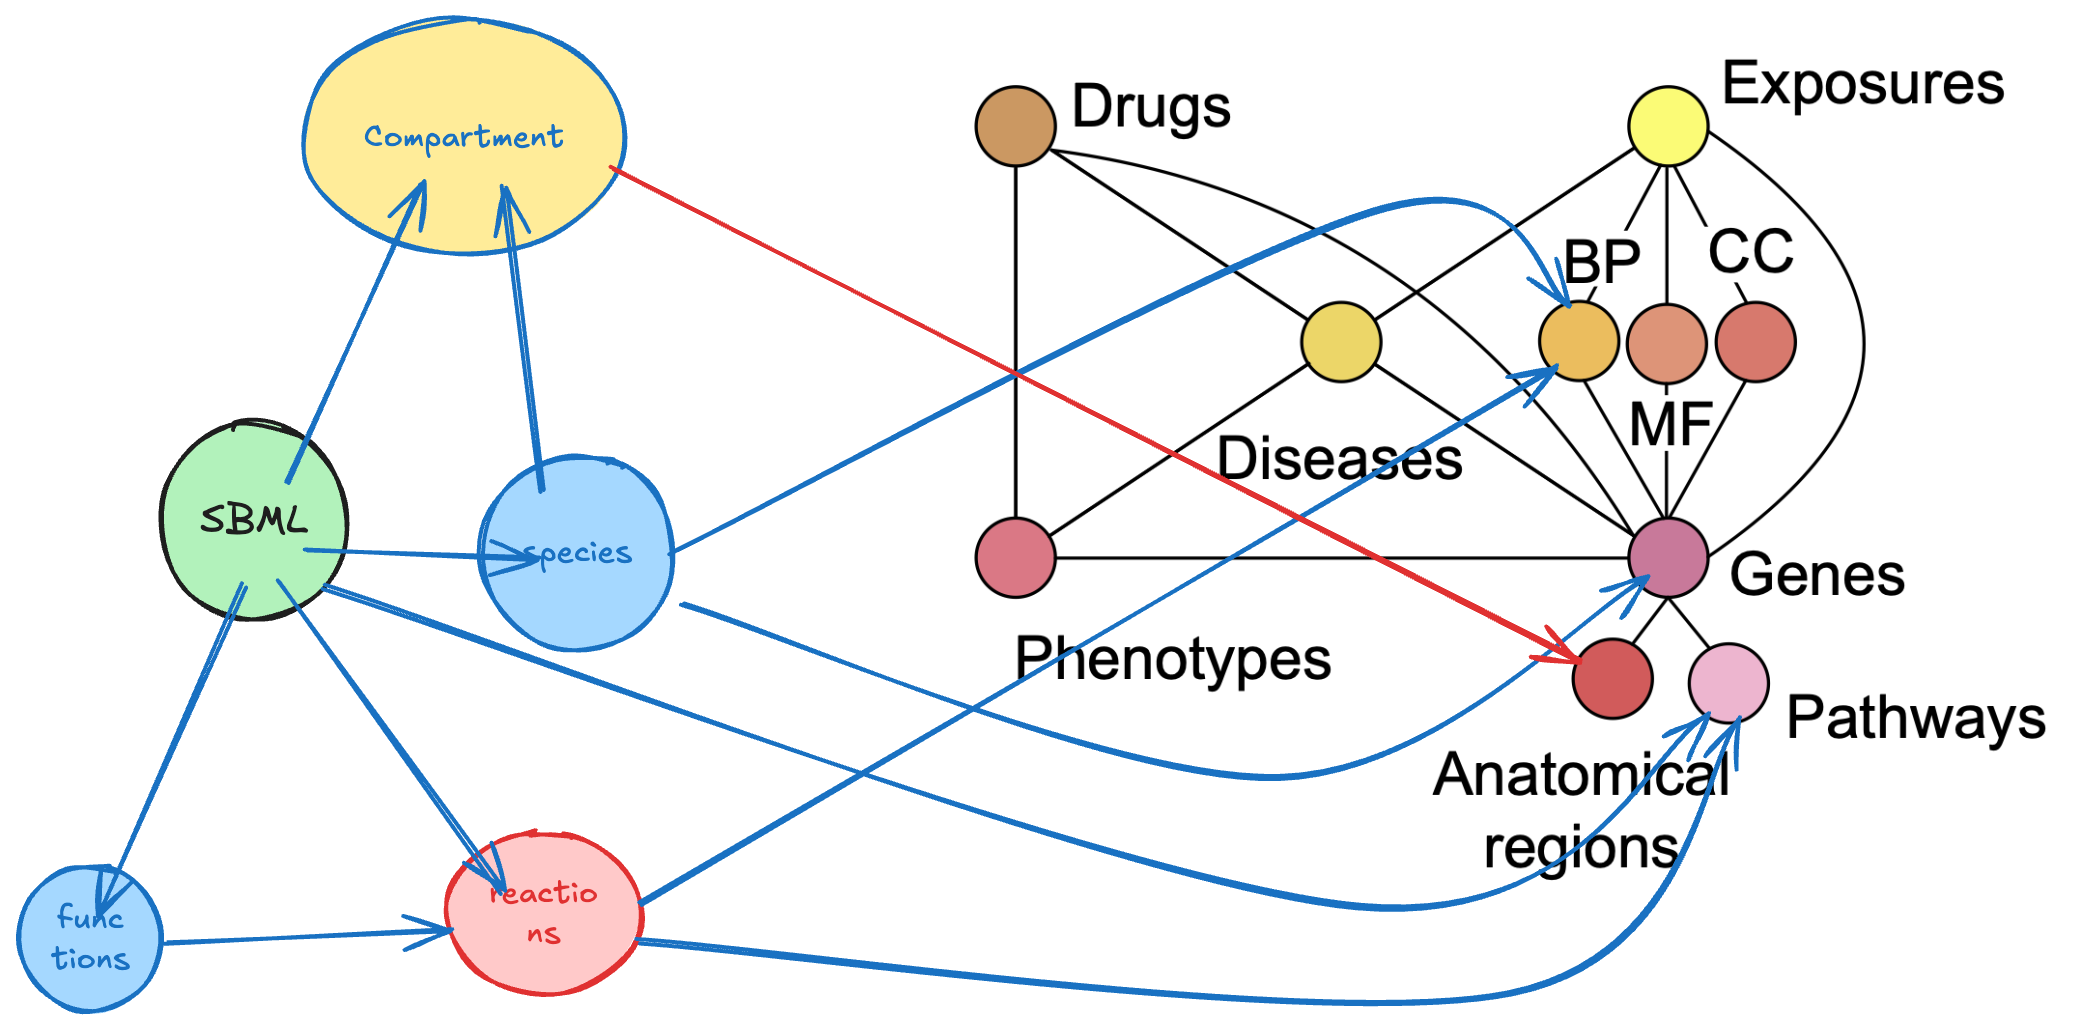 Compartment
SBML
species
func
tions
reactio
ns
Drugs
Exposures
BP
CC
MF
Diseases
Genes
Phenotypes
Pathways
Anatomical
regions